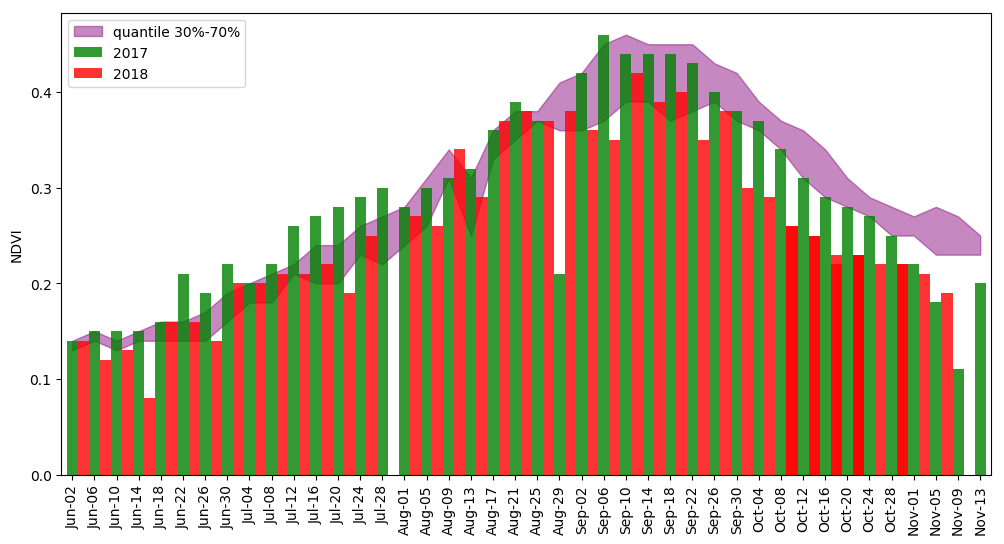 quantile 30%-70%
2017
2018
NDVI
0.4
0.3
0.2
0.1
0.0
Jun-02
Jun-06
Jun-10
Jun-14
Jun-18
Jun-22
Jun-26
Jun-30
Jul-04
Jul-08
Jul-12
Jul-16
Jul-20
Jul-24
Jul-28
Aug-01
Aug-05
Aug-09
Aug-13
Aug-17
Aug-21
Aug-25
Aug-29
Sep-02
Sep-06
Sep-10
Sep-14
Sep-18
Sep-22
Sep-26
Sep-30
Oct-04
Oct-08
Oct-12
Oct-16
Oct-20
Oct-24
Oct-28
Nov-01
Nov-05
Nov-09
Nov-13